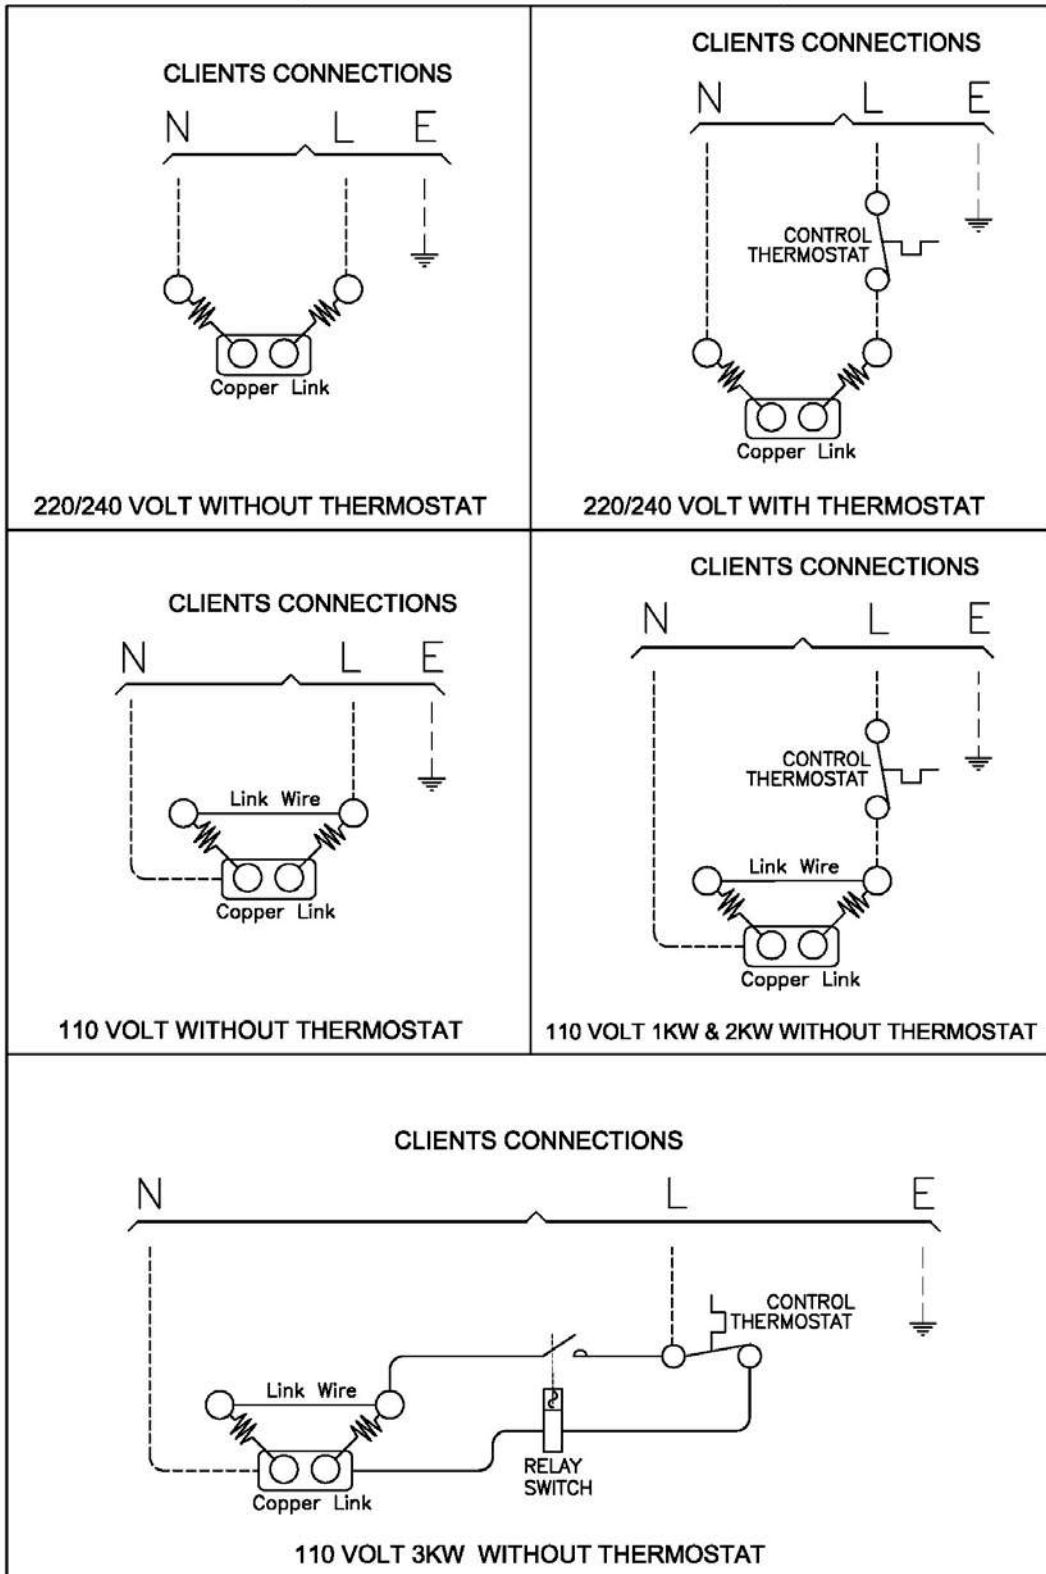 CLIENTS CONNECTIONS
N L E
Copper Link
220/240 VOLT WITHOUT THERMOSTAT
CLIENTS CONNECTIONS
N L E
CONTROL
THERMOSTAT
Copper Link
220/240 VOLT WITH THERMOSTAT
CLIENTS CONNECTIONS
N L E
Link Wire
Copper Link
110 VOLT WITHOUT THERMOSTAT
CLIENTS CONNECTIONS
N L E
CONTROL
THERMOSTAT
Link Wire
Copper Link
110 VOLT 1KW & 2KW WITHOUT THERMOSTAT
CLIENTS CONNECTIONS
N L E
CONTROL
THERMOSTAT
Link Wire
RELAY
SWITCH
Copper Link
110 VOLT 3KW WITHOUT THERMOSTAT